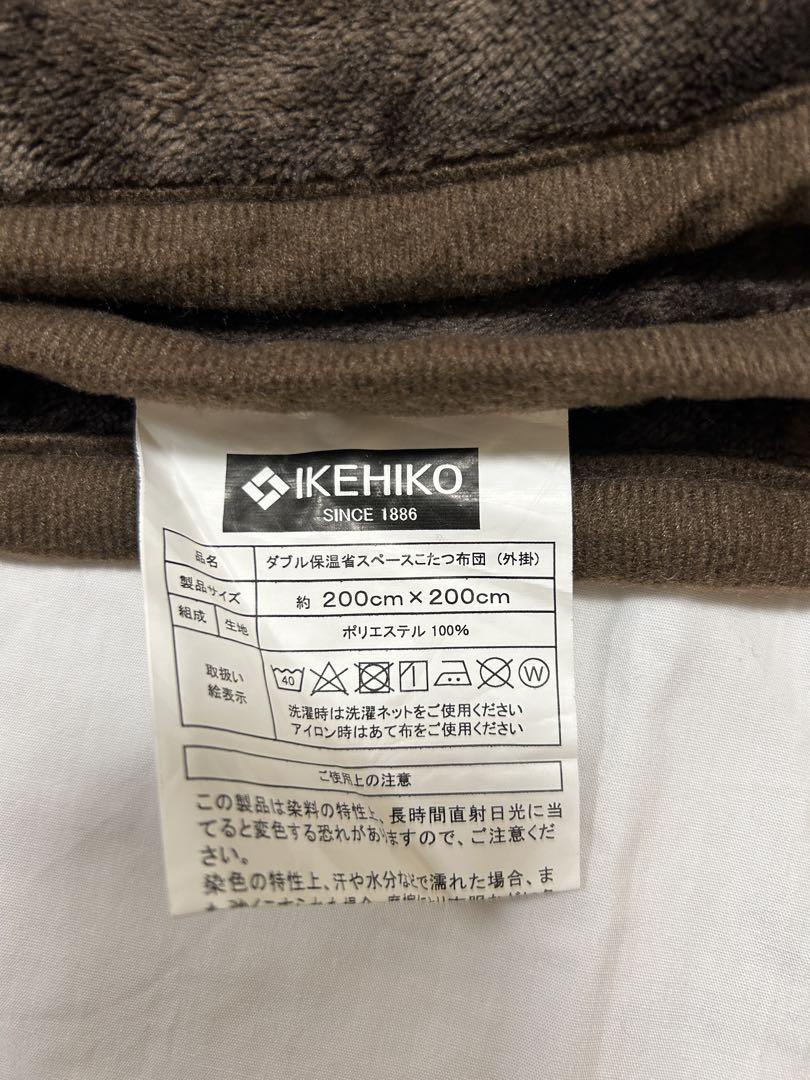 IKEHIKO
SINCE 1886
品名 ダブル保温省スペースこたつ布団（外掛）
製品サイズ 約 200cm×200cm
組成 生地 ポリエステル 100%
取扱い
絵表示
40 W
洗濯時は洗濯ネットをご使用ください
アイロン時はあて布をご使用ください
ご使用上の注意
この製品は染料の特性上、長時間直射日光に当
てると変色する恐れがありますので、ご注意くだ
さい。
染色の特性上、汗や水分などで濡れた場合、ま